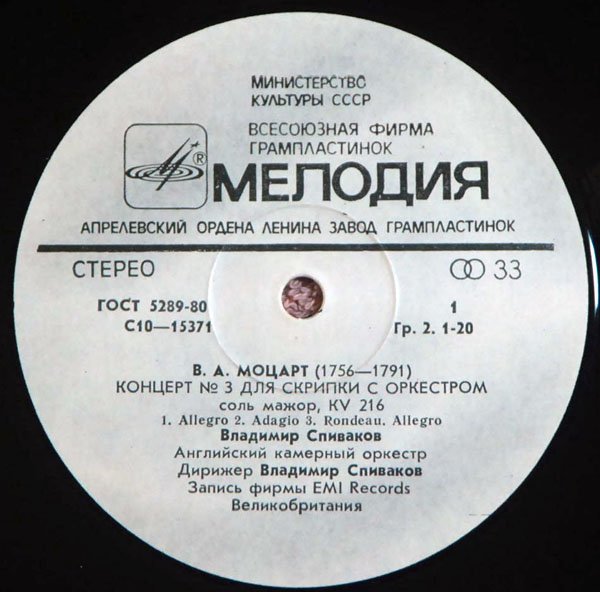 МИНИСТЕРСТВО
КУЛЬТУРЫ СССР
ВСЕСОЮЗНАЯ ФИРМА
ГРАМПЛАСТИНОК
® МЕЛОДИЯ
АПРЕЛЕВСКИЙ ОРДЕНА ЛЕНИНА ЗАВОД ГРАМПЛАСТИНОК
СТЕРЕО 33
ГОСТ 5289-80 1
С10—15371 Гр. 2. 1-20
В. А. МОЦАРТ (1756—1791)
КОНЦЕРТ № 3 ДЛЯ СКРИПКИ С ОРКЕСТРОМ
соль мажор, KV 216
1. Allegro 2. Adagio 3. Rondeau. Allegro
Владимир Спиваков
Английский камерный оркестр
Дирижер Владимир Спиваков
Запись фирмы EMI Records
Великобритания